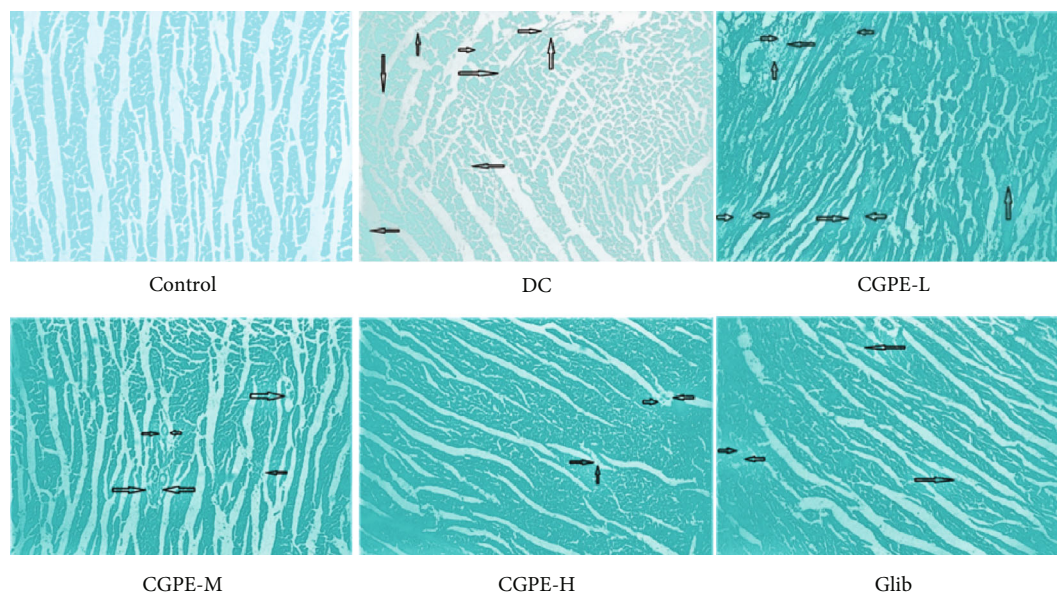 Control
DC
CGPE-L
CGPE-M
CGPE-H
Glib